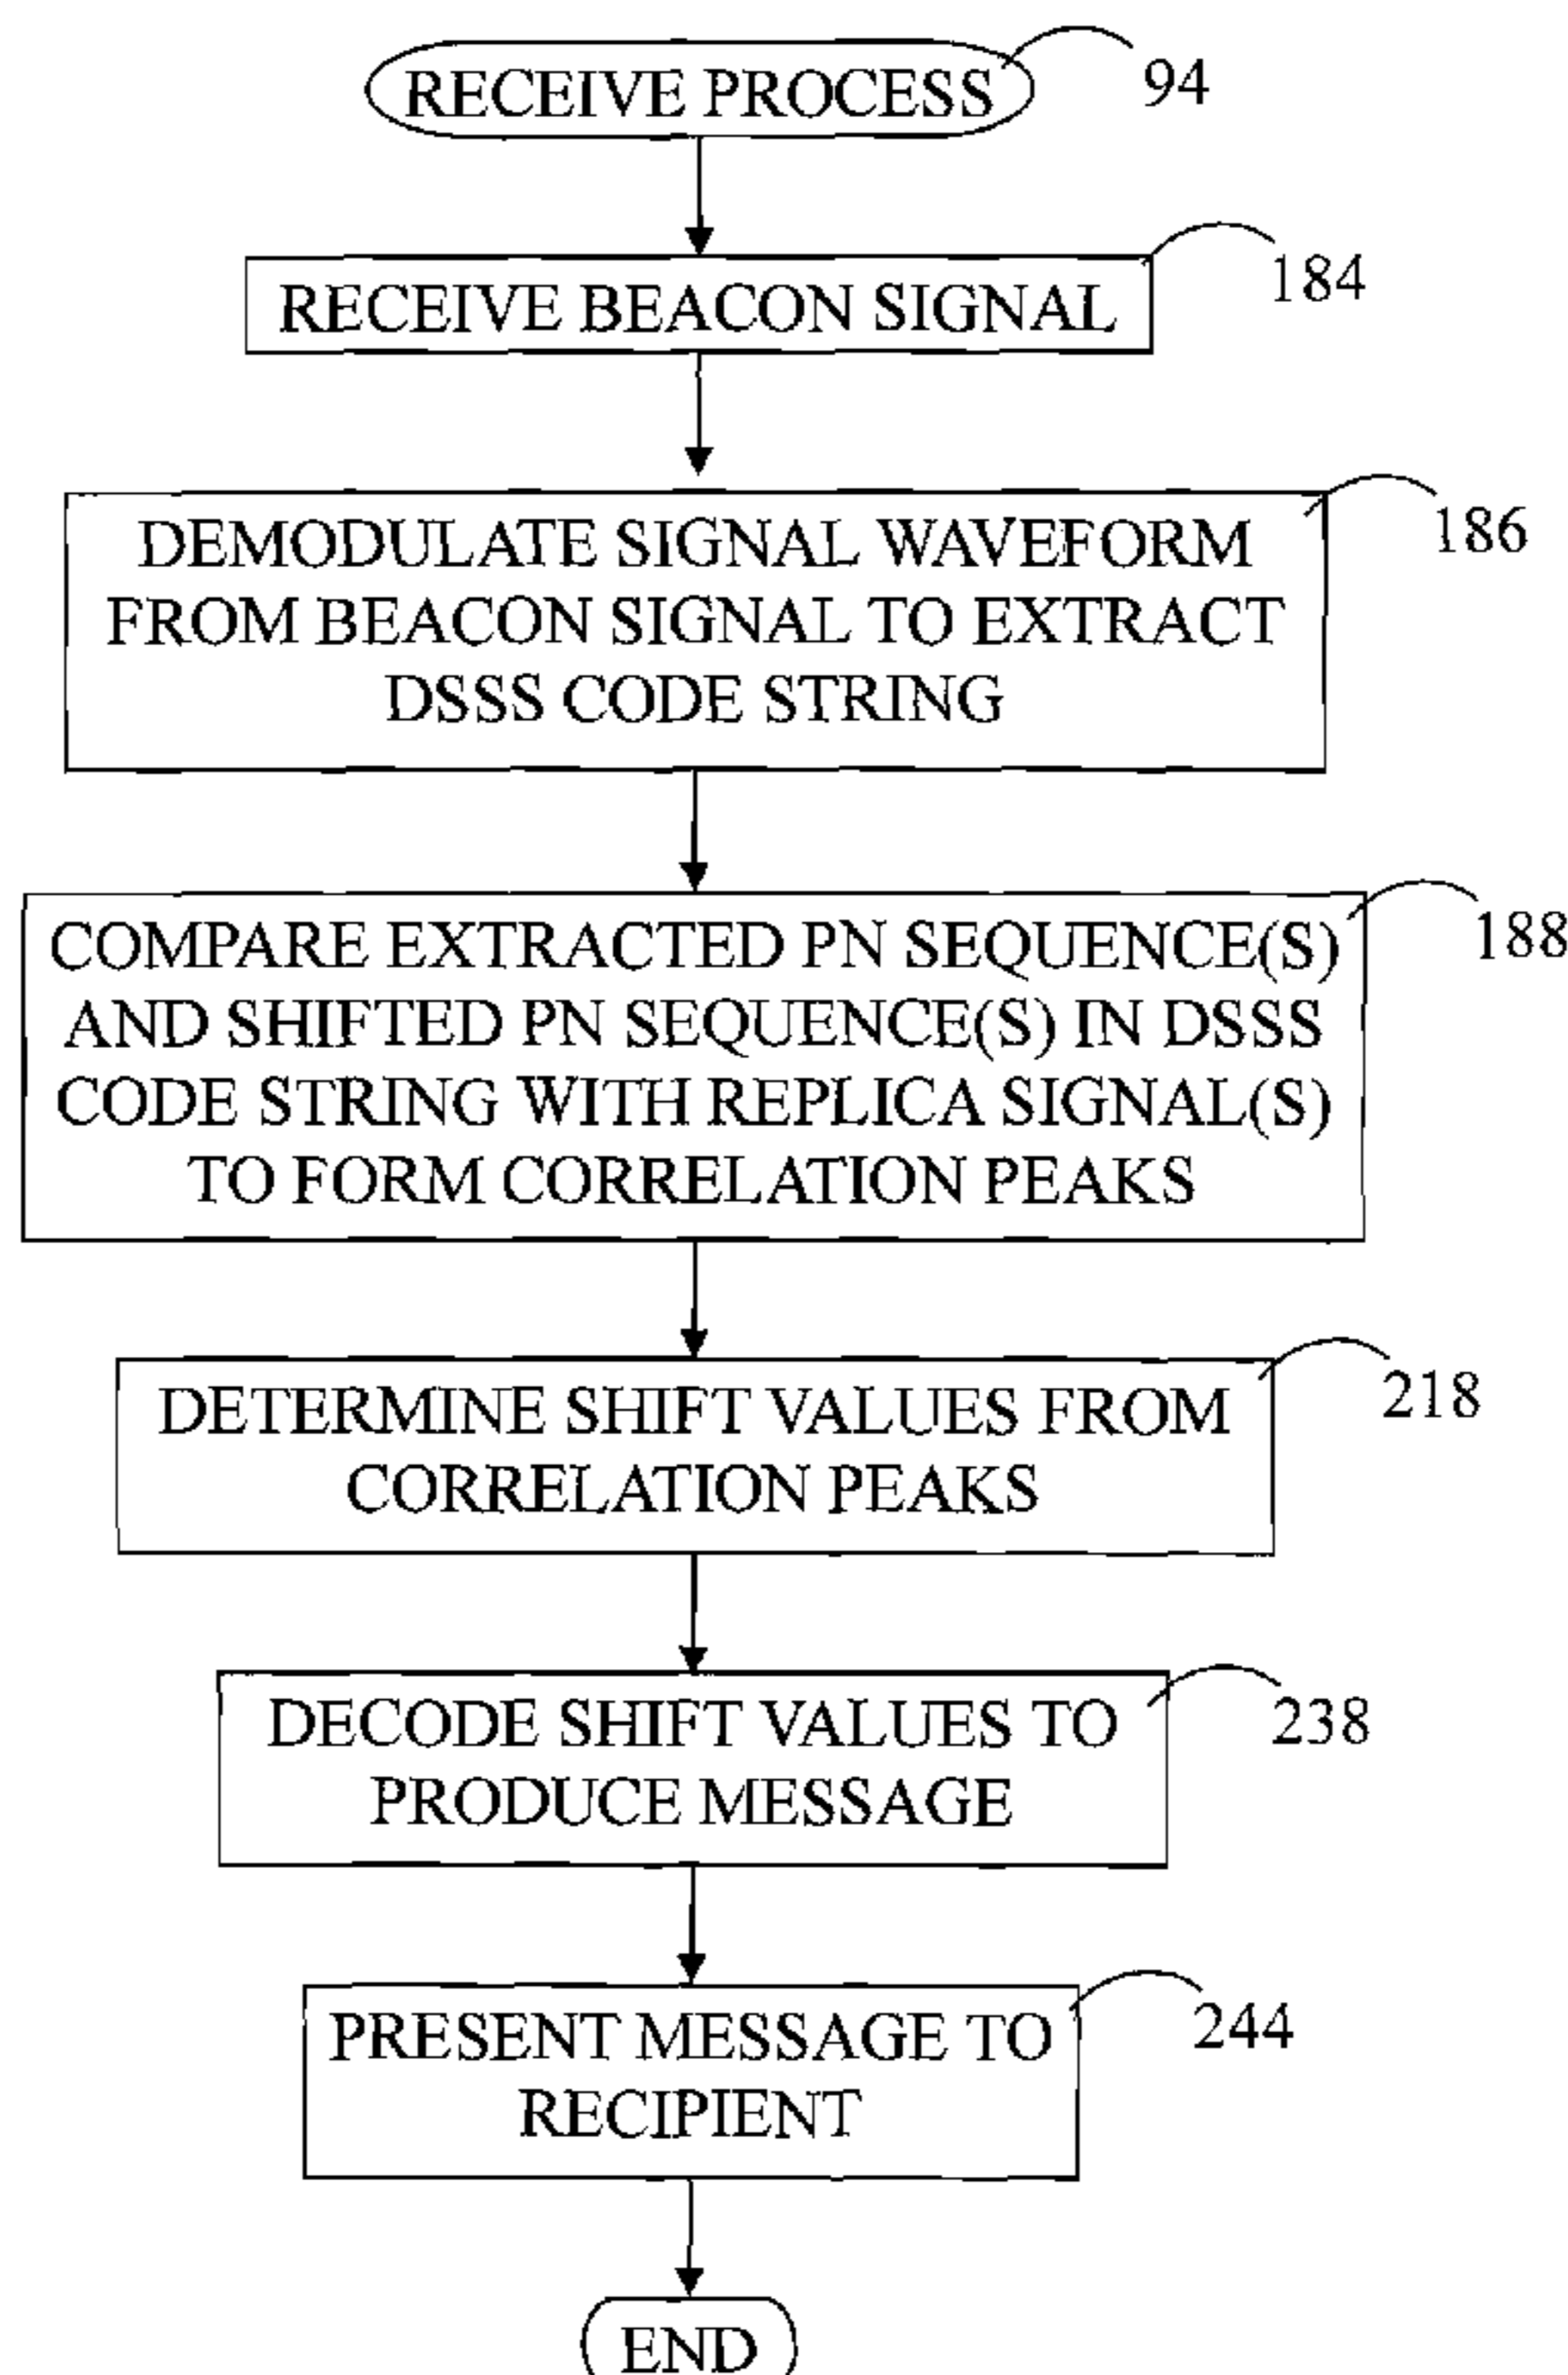 RECEIVE PROCESS
94
RECEIVE BEACON SIGNAL
184
DEMODULATE SIGNAL WAVEFORM
FROM BEACON SIGNAL TO EXTRACT
DSSS CODE STRING
186
COMPARE EXTRACTED PN SEQUENCE(S)
AND SHIFTED PN SEQUENCE(S) IN DSSS
CODE STRING WITH REPLICA SIGNAL(S)
TO FORM CORRELATION PEAKS
188
DETERMINE SHIFT VALUES FROM
CORRELATION PEAKS
218
DECODE SHIFT VALUES TO
PRODUCE MESSAGE
238
PRESENT MESSAGE TO
RECIPIENT
244
END